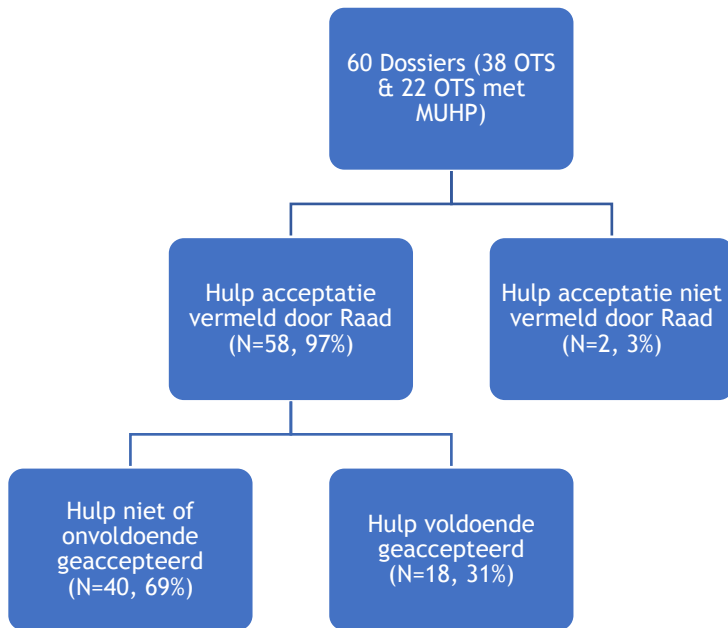 60 Dossiers (38 OTS
& 22 OTS met
MUHP)
Hulp acceptatie
vermeld door Raad
(N=58, 97%)
Hulp acceptatie niet
vermeld door Raad
(N=2, 3%)
Hulp niet of
onvoldoende
geaccepteerd
(N=40, 69%)
Hulp voldoende
geaccepteerd
(N=18, 31%)